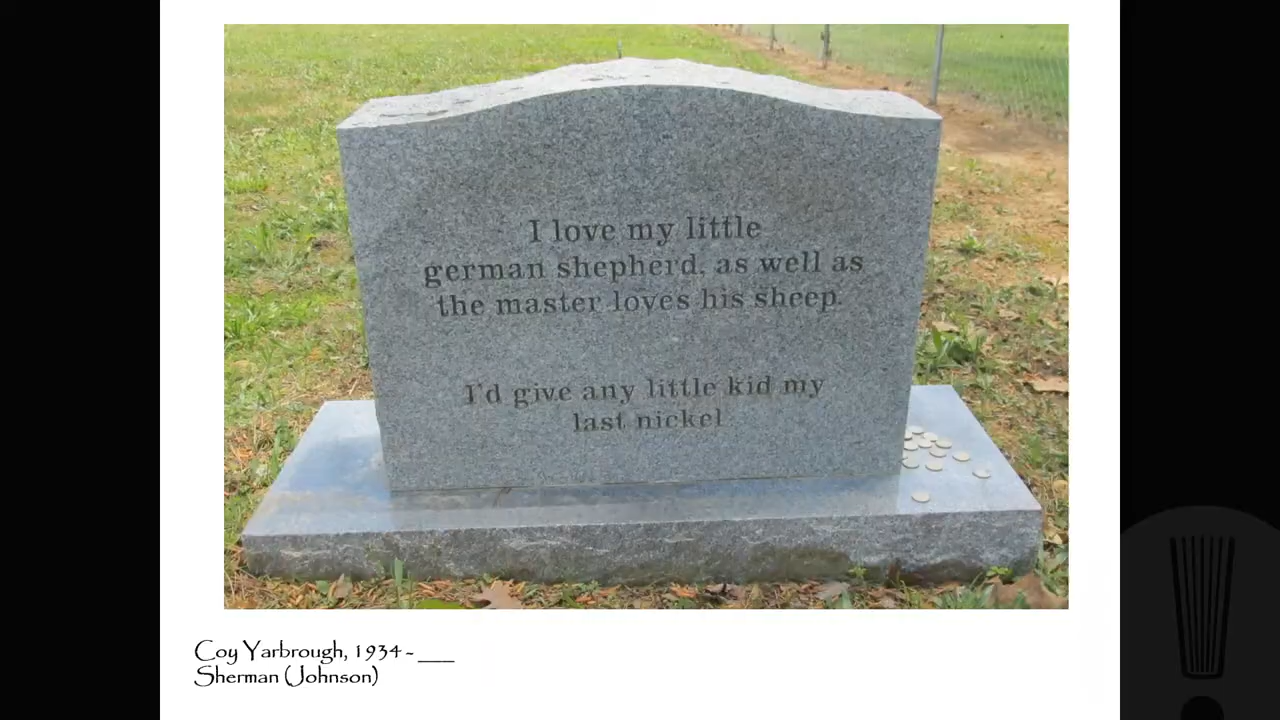 I love my little
german shepherd, as well as
the master loves his sheep.
I'd give any little kid my
last nickel
Coy Yarbrough, 1934 - ___
Sherman (Johnson)